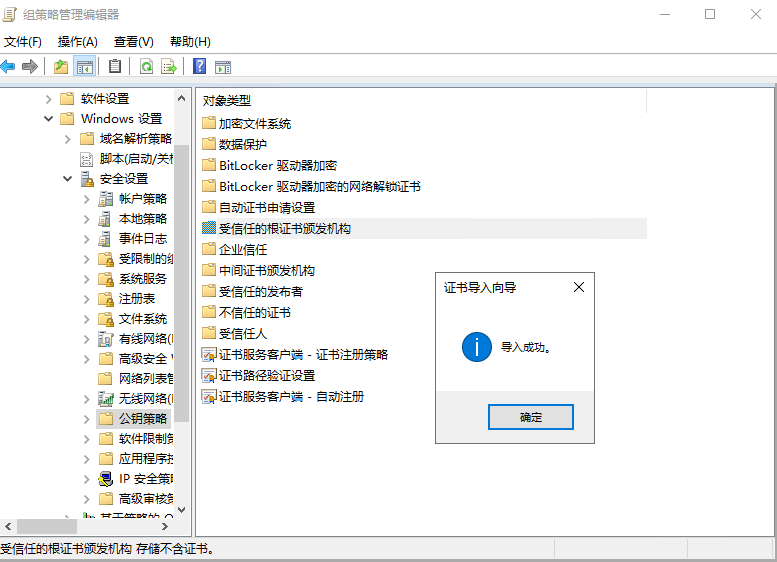 组策略管理编辑器
文件(F) 操作(A) 查看(V) 帮助(H)
软件设置
Windows 设置
域名解析策略
脚本(启动/关机
安全设置
帐户策略
本地策略
事件日志
受限制的组
系统服务
注册表
文件系统
有线网络(I
高级安全 W
网络列表管
无线网络(I
公钥策略
软件限制策
应用程序控
IP 安全策略
高级审核策
基于策略的 Q
对象类型
加密文件系统
数据保护
BitLocker 驱动器加密
BitLocker 驱动器加密的网络解锁证书
自动证书申请设置
受信任的根证书颁发机构
企业信任
中间证书颁发机构
受信任的发布者
不信任的证书
受信任人
证书服务客户端 - 证书注册策略
证书路径验证设置
证书服务客户端 - 自动注册
证书导入向导
导入成功。
确定
受信任的根证书颁发机构 存储不含证书。